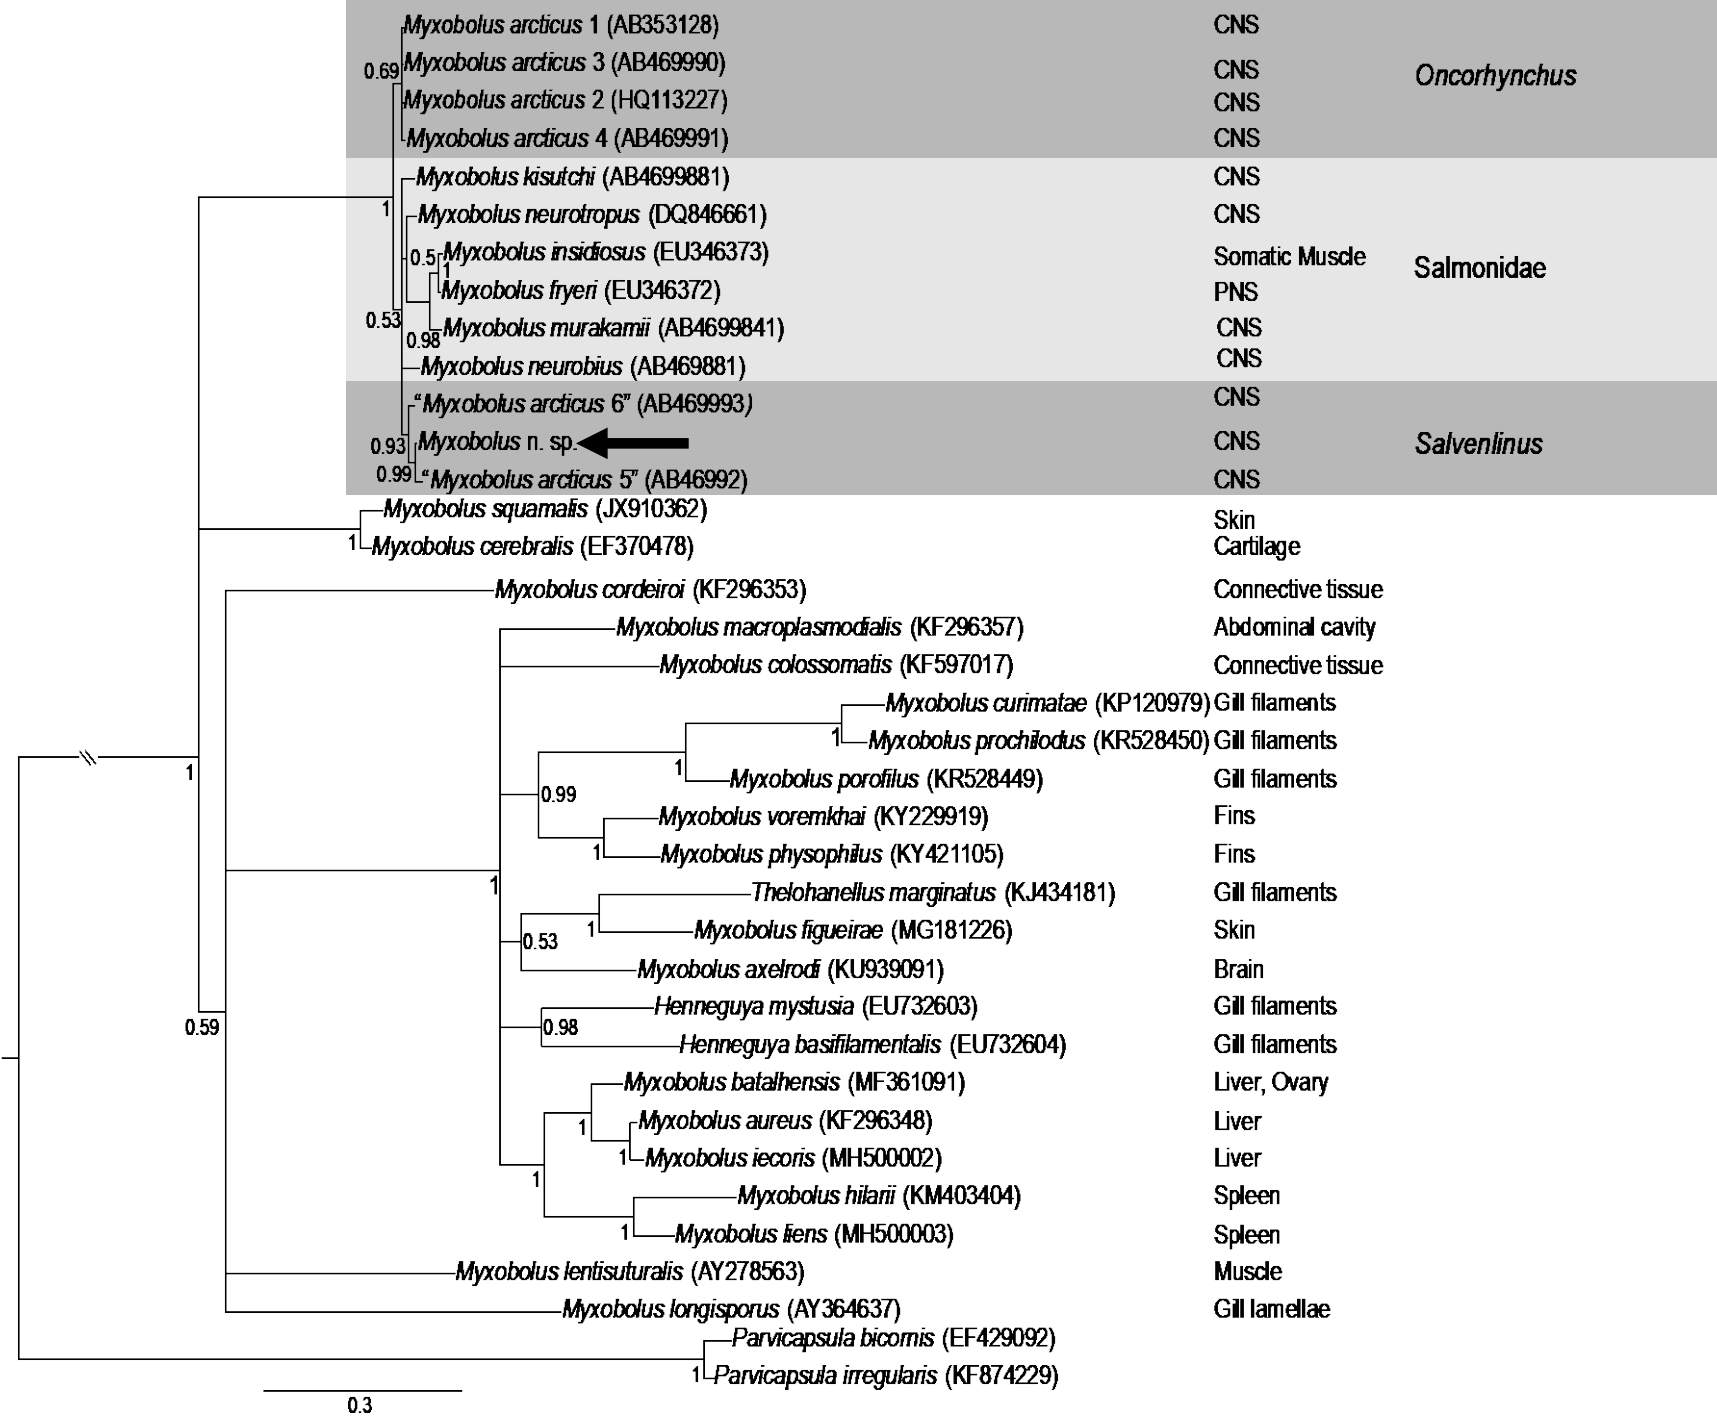 Myxobolus arcticus 1 (AB353128) CNS
0.69 Myxobolus arcticus 3 (AB469990) CNS Oncorhynchus
Myxobolus arcticus 2 (HQ113227) CNS
Myxobolus arcticus 4 (AB469991) CNS
Myxobolus kisutchi (AB4699881) CNS
1 Myxobolus neurotropus (DQ846661) CNS
0.5 1 Myxobolus insidiosus (EU346373) Somatic Muscle Salmonidae
Myxobolus fryeri (EU346372) PNS
0.53 0.98 Myxobolus murakamii (AB4699841) CNS
Myxobolus neurobius (AB469881) CNS
“Myxobolus arcticus 6” (AB469993) CNS
0.93 Myxobolus n. sp. CNS Salvenlinus
0.99 “Myxobolus arcticus 5” (AB46992) CNS
Myxobolus squamalis (JX910362) Skin
1 Myxobolus cerebralis (EF370478) Cartilage
Myxobolus cordeiroi (KF296353) Connective tissue
Myxobolus macroplasmodialis (KF296357) Abdominal cavity
Myxobolus colossomatis (KF597017) Connective tissue
Myxobolus curimatae (KP120979) Gill filaments
1 Myxobolus prochilodus (KR528450) Gill filaments
1 1 Myxobolus porofilus (KR528449) Gill filaments
0.99
Myxobolus voremkhai (KY229919) Fins
1 Myxobolus physophilus (KY421105) Fins
1 Thelohanellus marginatus (KJ434181) Gill filaments
1 Myxobolus figueirae (MG181226) Skin
0.53
Myxobolus axelrodi (KU939091) Brain
Henneguya mystusia (EU732603) Gill filaments
0.59 0.98
Henneguya basifilamentalis (EU732604) Gill filaments
Myxobolus batalhensis (MF361091) Liver, Ovary
1 Myxobolus aureus (KF296348) Liver
1 Myxobolus iecoris (MH500002) Liver
1
Myxobolus hilarii (KM403404) Spleen
1 Myxobolus liens (MH500003) Spleen
Myxobolus lentisuturalis (AY278563) Muscle
Myxobolus longisporus (AY364637) Gill lamellae
Parvicapsula bicornis (EF429092)
1 Parvicapsula irregularis (KF874229)
0.3